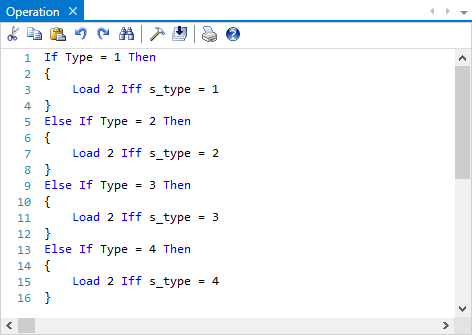 Operation
1 If Type = 1 Then
2 {
3     Load 2 Iff s_type = 1
4 }
5 Else If Type = 2 Then
6 {
7     Load 2 Iff s_type = 2
8 }
9 Else If Type = 3 Then
10 {
11     Load 2 Iff s_type = 3
12 }
13 Else If Type = 4 Then
14 {
15     Load 2 Iff s_type = 4
16 }